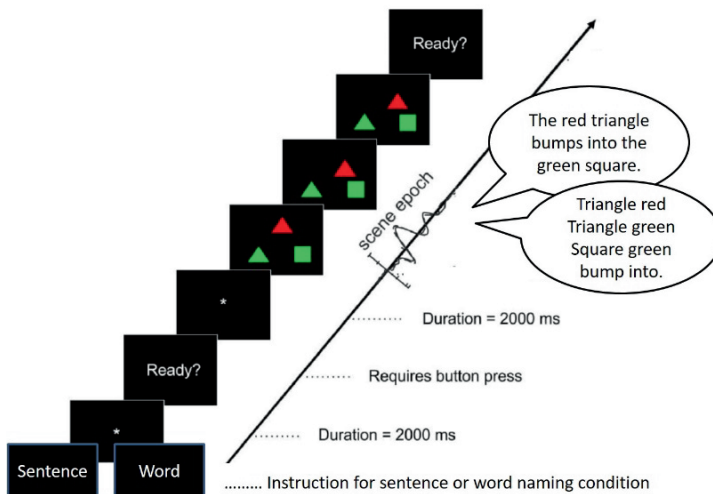 Ready?
The red triangle
bumps into the
green square.
Triangle red
Triangle green
Square green
bump into.
scene epoch
*
Duration = 2000 ms
Ready?
Requires button press
*
Duration = 2000 ms
Sentence
Word
......... Instruction for sentence or word naming condition